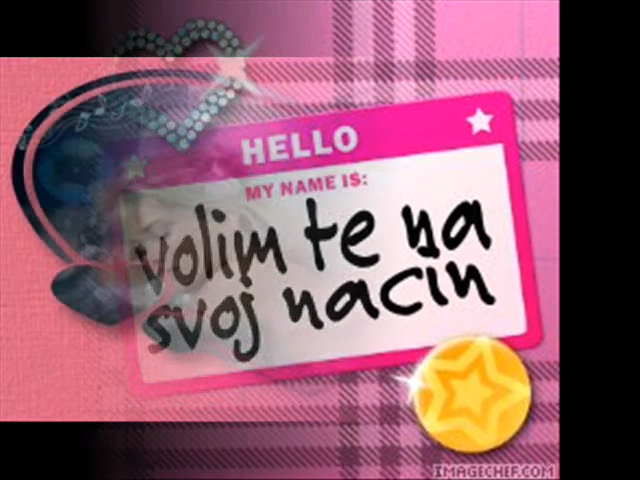 HELLO
MY NAME IS:
volim te na
svoj nacin
IMAGECHEF.COM